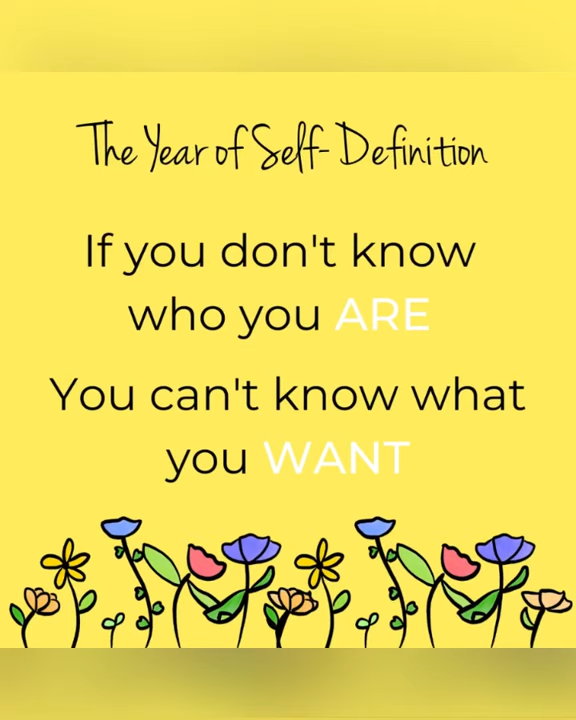 The Year of Self-Definition
If you don't know
who you ARE
You can't know what
you WANT